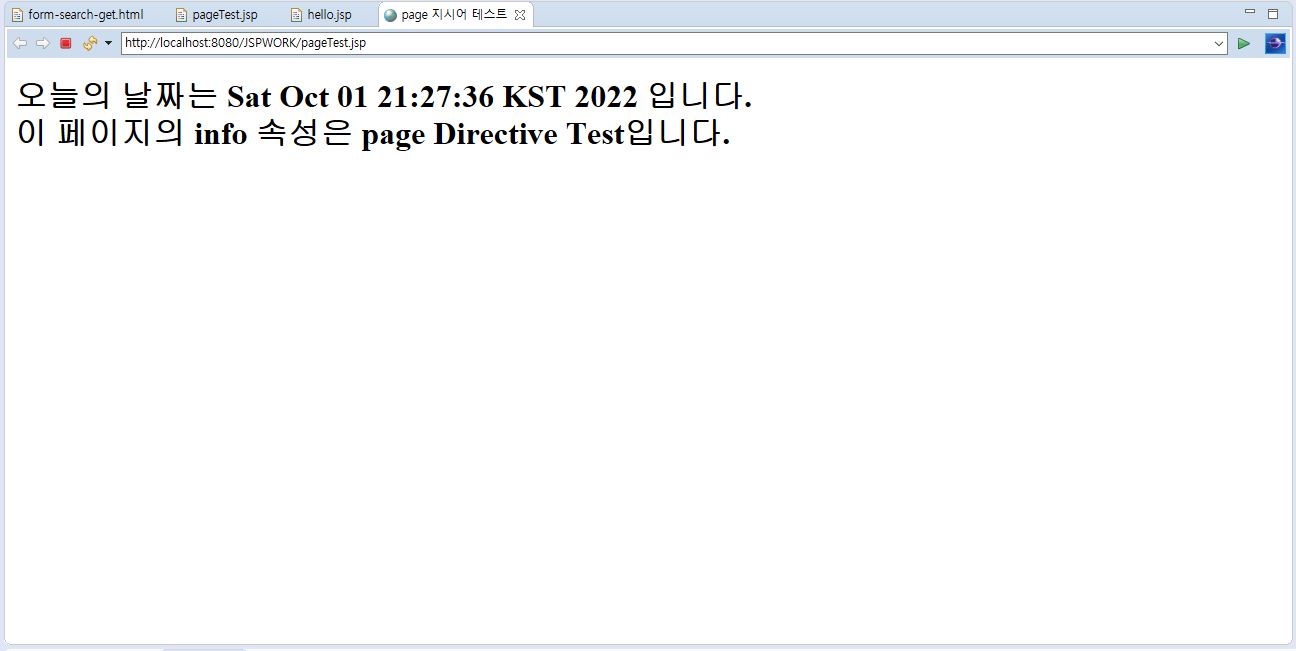 form-search-get.html
pageTest.jsp
hello.jsp
page 지시어 테스트
http://localhost:8080/JSPWORK/pageTest.jsp
오늘의 날짜는 Sat Oct 01 21:27:36 KST 2022 입니다.
이 페이지의 info 속성은 page Directive Test입니다.